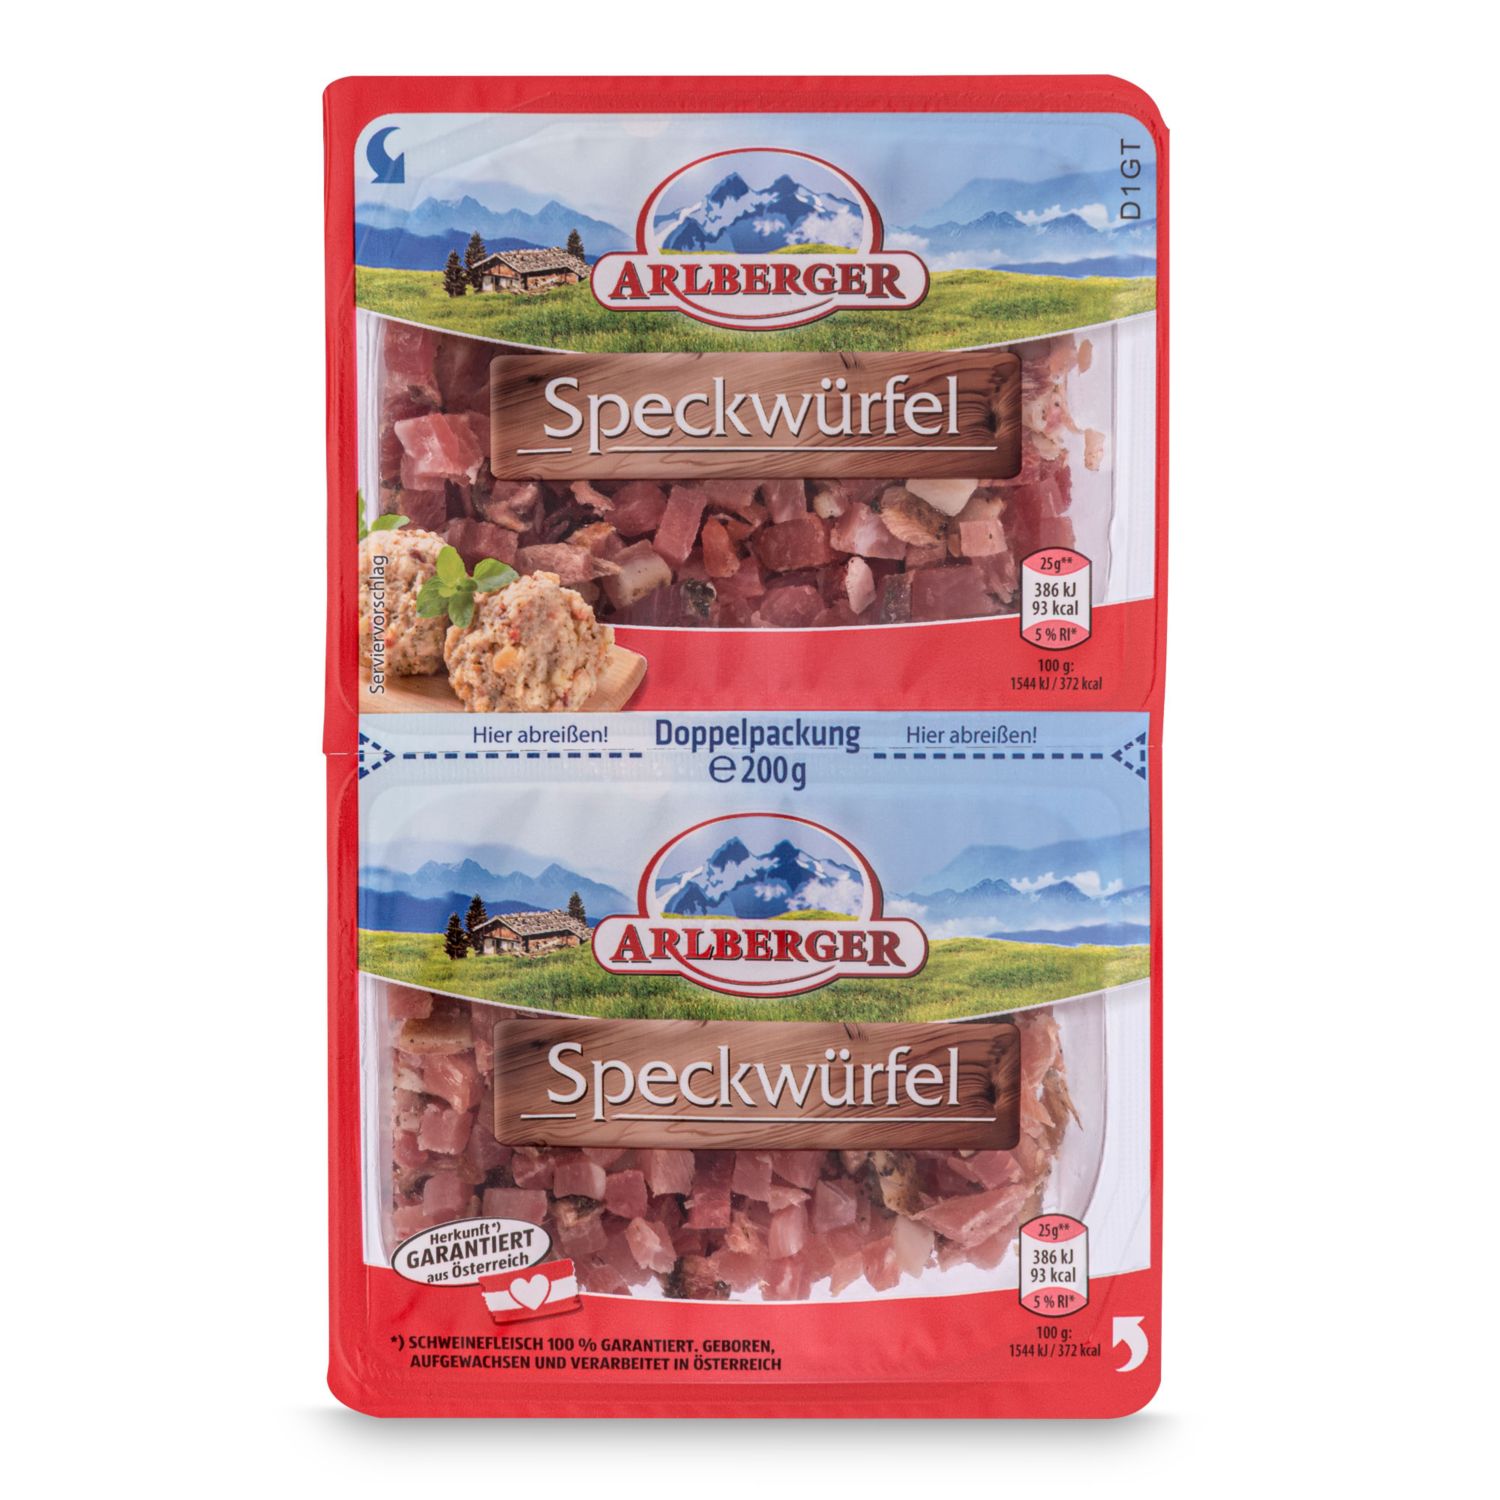 D1GT
ARLBERGER
Speckwürfel
Serviervorschlag
25g**
386 kJ
93 kcal
5 % RI*
100 g:
1544 kJ / 372 kcal
Hier abreißen! Doppelpackung Hier abreißen!
℮ 200 g
ARLBERGER
Speckwürfel
Herkunft*)
GARANTIERT
aus Österreich
25g**
386 kJ
93 kcal
5 % RI*
100 g:
1544 kJ / 372 kcal
*) SCHWEINEFLEISCH 100 % GARANTIERT. GEBOREN,
AUFGEWACHSEN UND VERARBEITET IN ÖSTERREICH